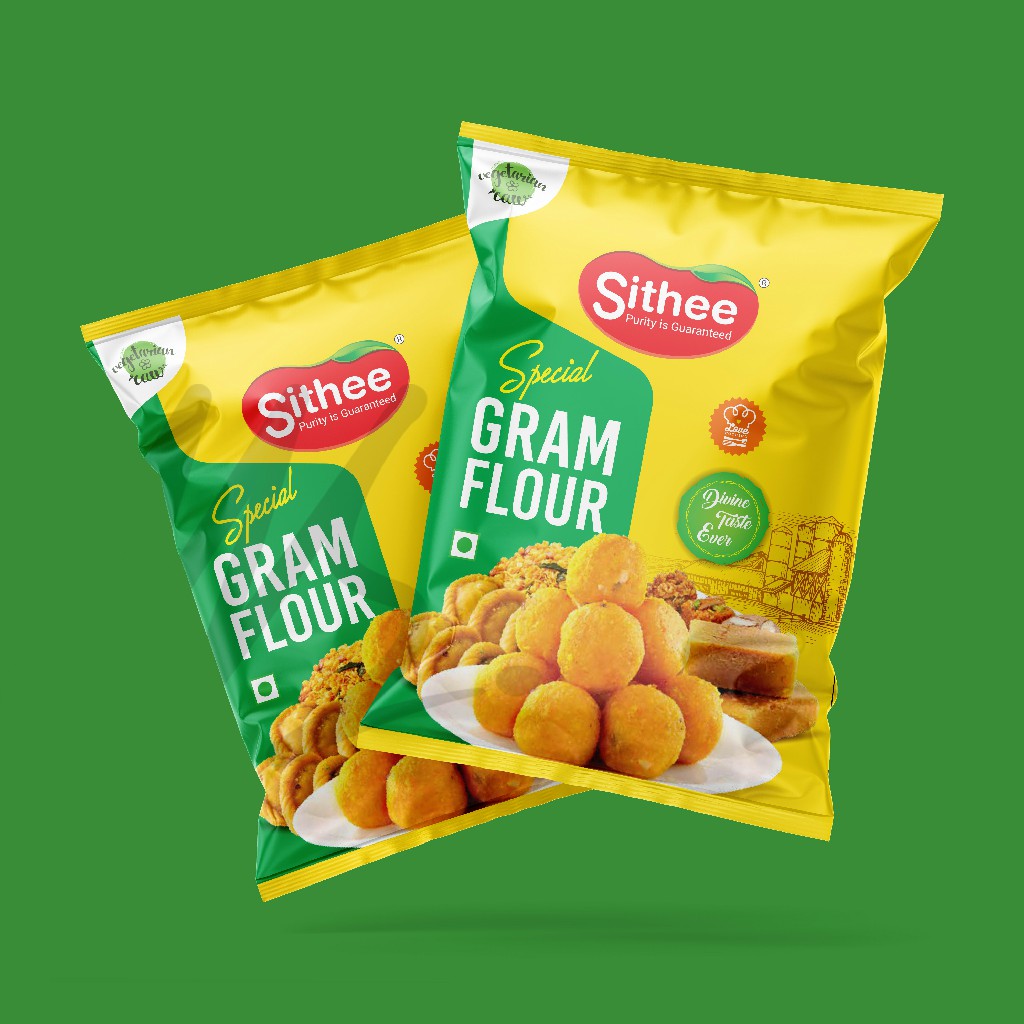 vegetarian
raw
Sithee
®
Purity is Guaranteed
Special
GRAM
FLOUR
Love
Divine
Taste
Ever
vegetarian
raw
Sithee
®
Purity is Guaranteed
Special
GRAM
FLOUR